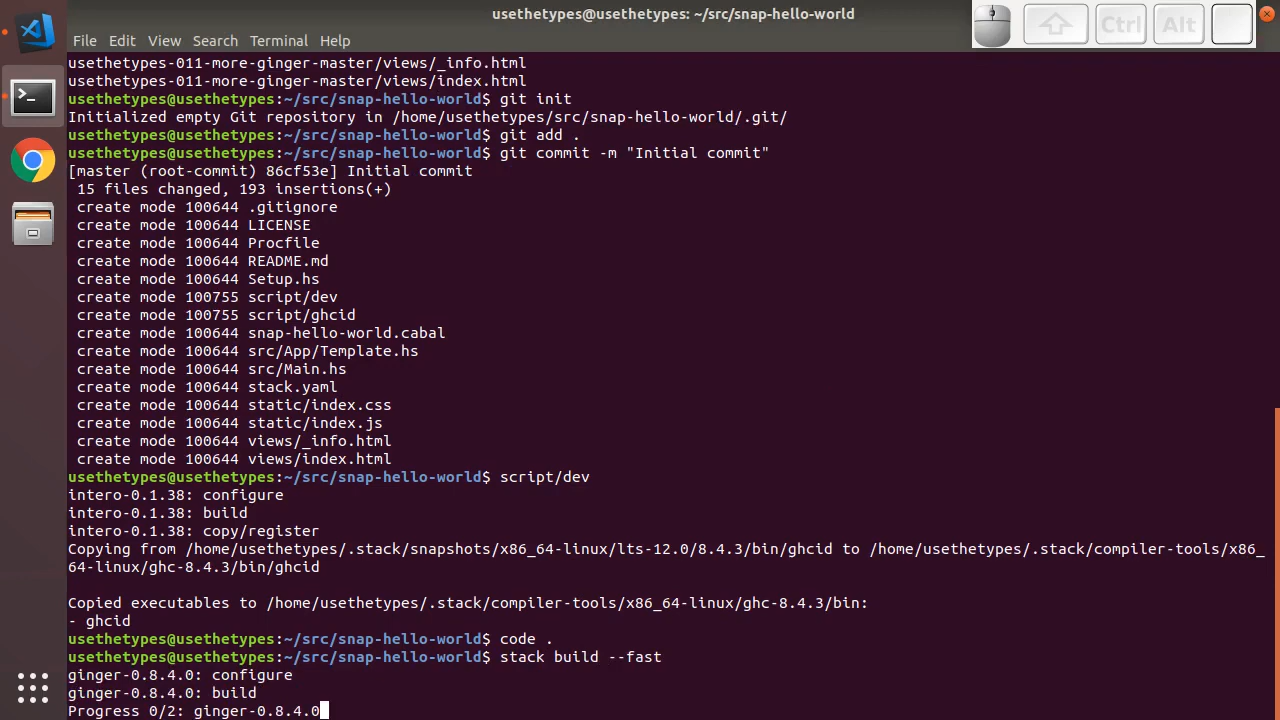 usethetypes@usethetypes: ~/src/snap-hello-world
Ctrl
Alt
File Edit View Search Terminal Help
usethetypes-011-more-ginger-master/views/_info.html
usethetypes-011-more-ginger-master/views/index.html
usethetypes@usethetypes:~/src/snap-hello-world$ git init
Initialized empty Git repository in /home/usethetypes/src/snap-hello-world/.git/
usethetypes@usethetypes:~/src/snap-hello-world$ git add .
usethetypes@usethetypes:~/src/snap-hello-world$ git commit -m "Initial commit"
[master (root-commit) 86cf53e] Initial commit
 15 files changed, 193 insertions(+)
 create mode 100644 .gitignore
 create mode 100644 LICENSE
 create mode 100644 Procfile
 create mode 100644 README.md
 create mode 100644 Setup.hs
 create mode 100755 script/dev
 create mode 100755 script/ghcid
 create mode 100644 snap-hello-world.cabal
 create mode 100644 src/App/Template.hs
 create mode 100644 src/Main.hs
 create mode 100644 stack.yaml
 create mode 100644 static/index.css
 create mode 100644 static/index.js
 create mode 100644 views/_info.html
 create mode 100644 views/index.html
usethetypes@usethetypes:~/src/snap-hello-world$ script/dev
intero-0.1.38: configure
intero-0.1.38: build
intero-0.1.38: copy/register
Copying from /home/usethetypes/.stack/snapshots/x86_64-linux/lts-12.0/8.4.3/bin/ghcid to /home/usethetypes/.stack/compiler-tools/x86_
64-linux/ghc-8.4.3/bin/ghcid
Copied executables to /home/usethetypes/.stack/compiler-tools/x86_64-linux/ghc-8.4.3/bin:
- ghcid
usethetypes@usethetypes:~/src/snap-hello-world$ code .
usethetypes@usethetypes:~/src/snap-hello-world$ stack build --fast
ginger-0.8.4.0: configure
ginger-0.8.4.0: build
Progress 0/2: ginger-0.8.4.0